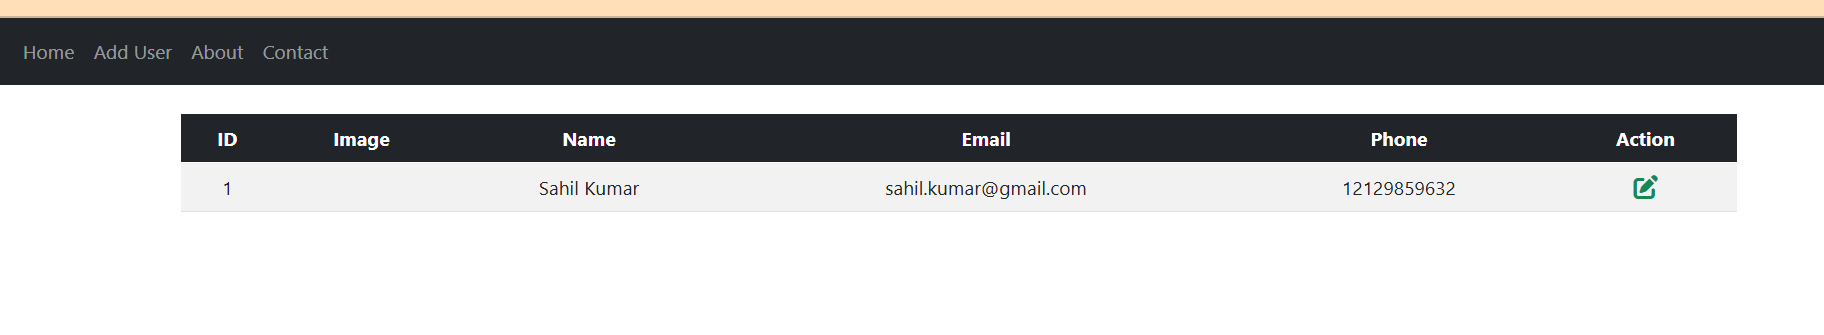 Home Add User About Contact
ID Image Name Email Phone Action
1 Sahil Kumar sahil.kumar@gmail.com 12129859632